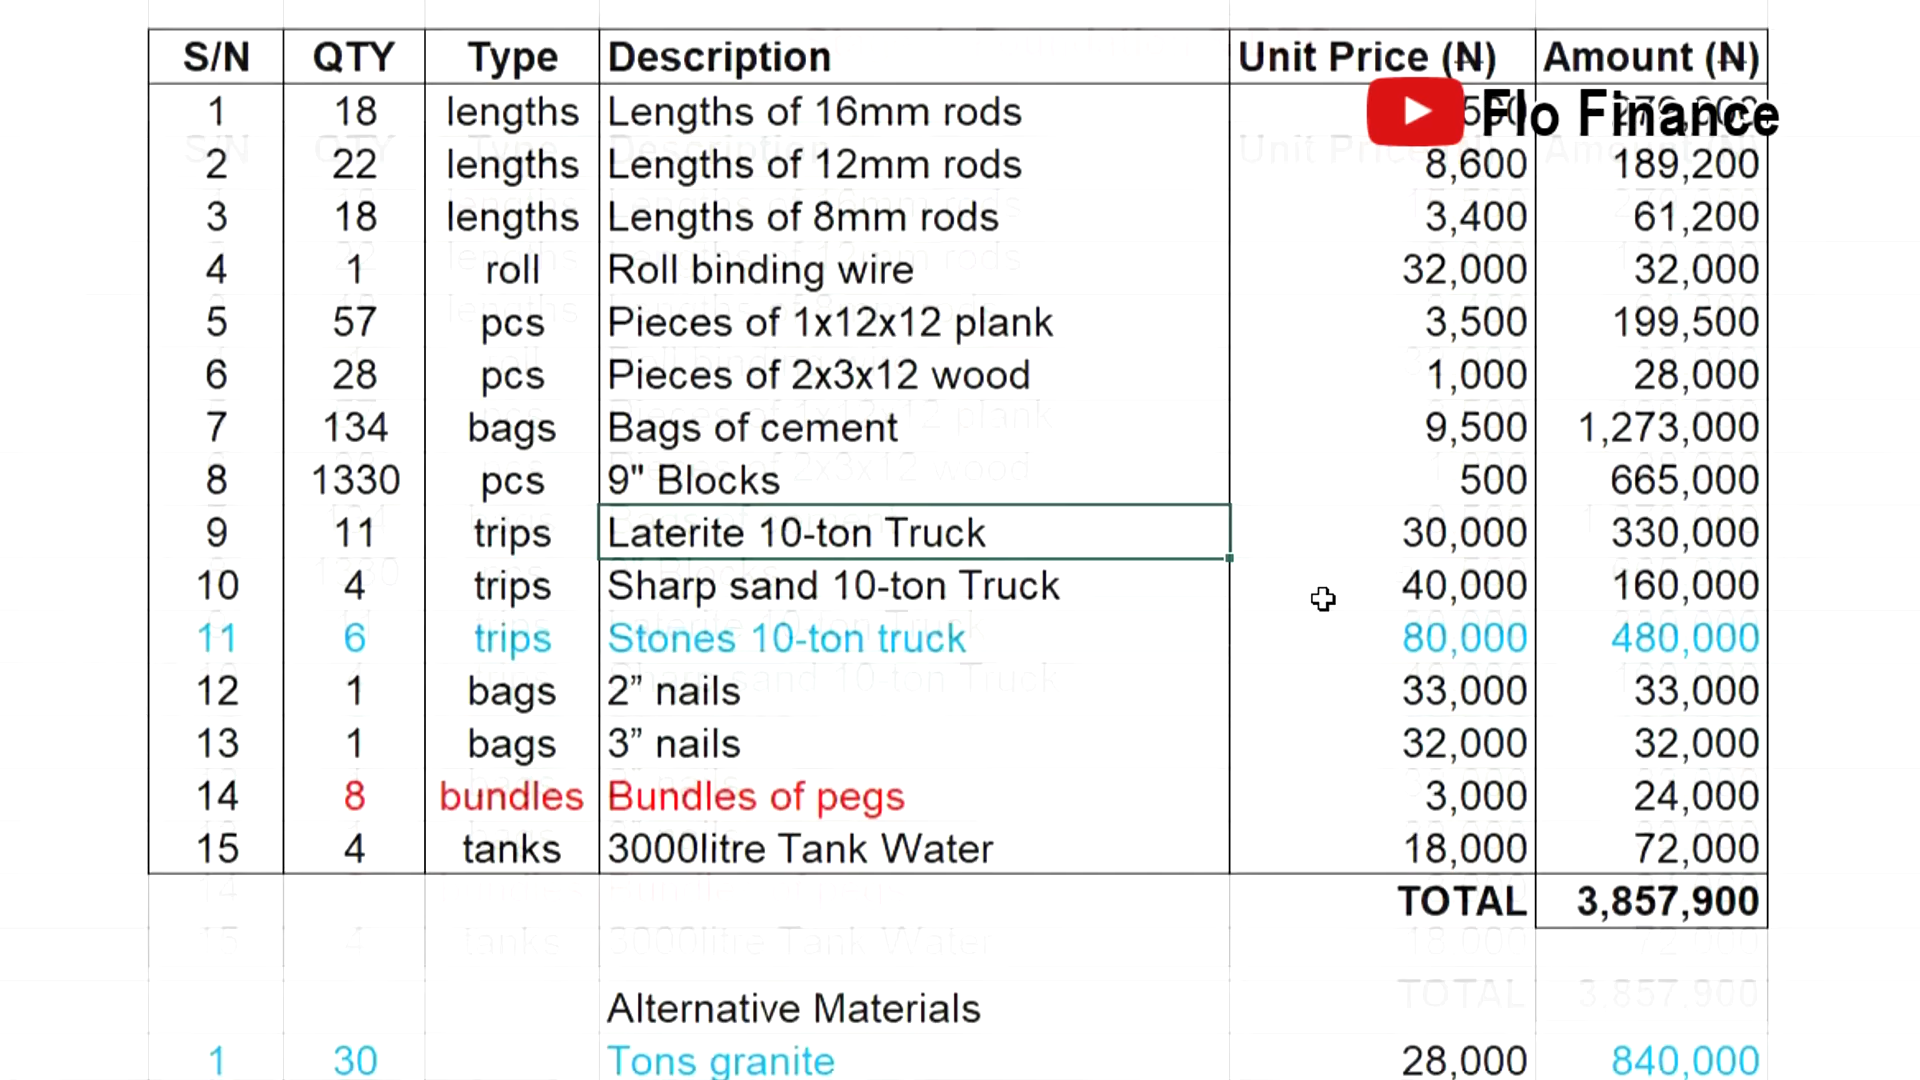 S/N QTY Type Description Unit Price (₦) Amount (₦)
1 18 lengths Lengths of 16mm rods
Flo Finance
2 22 lengths Lengths of 12mm rods 8,600 189,200
3 18 lengths Lengths of 8mm rods 3,400 61,200
4 1 roll Roll binding wire 32,000 32,000
5 57 pcs Pieces of 1x12x12 plank 3,500 199,500
6 28 pcs Pieces of 2x3x12 wood 1,000 28,000
7 134 bags Bags of cement 9,500 1,273,000
8 1330 pcs 9" Blocks 500 665,000
9 11 trips Laterite 10-ton Truck 30,000 330,000
10 4 trips Sharp sand 10-ton Truck 40,000 160,000
11 6 trips Stones 10-ton truck 80,000 480,000
12 1 bags 2” nails 33,000 33,000
13 1 bags 3” nails 32,000 32,000
14 8 bundles Bundles of pegs 3,000 24,000
15 4 tanks 3000litre Tank Water 18,000 72,000
TOTAL 3,857,900
Alternative Materials
1 30 Tons granite 28,000 840,000